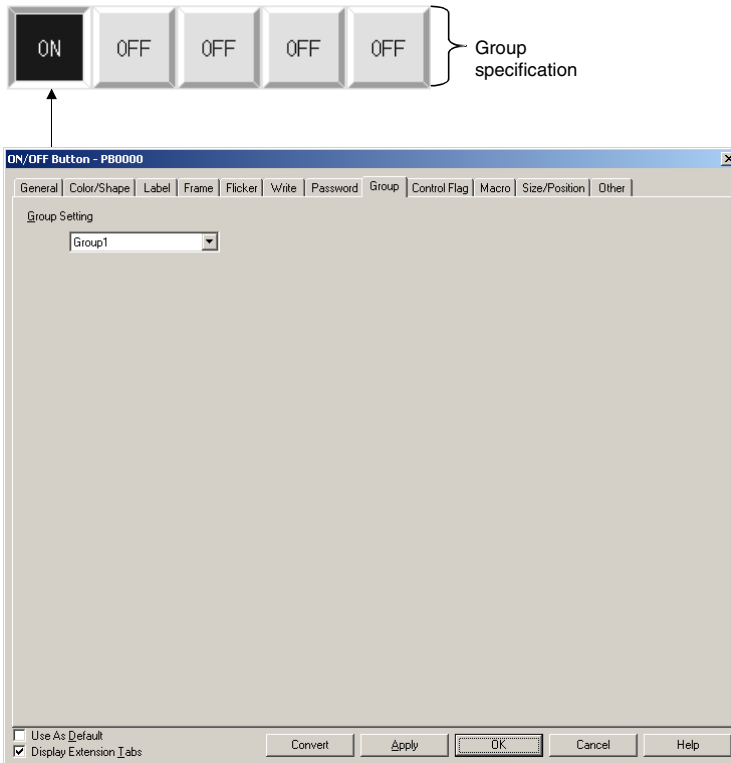 ON OFF OFF OFF OFF
Group
specification
ON/OFF Button - PB0000
General Color/Shape Label Frame Flicker Write Password Group Control Flag Macro Size/Position Other
Group Setting
Group1
Use As Default
Display Extension Tabs
Convert Apply OK Cancel Help